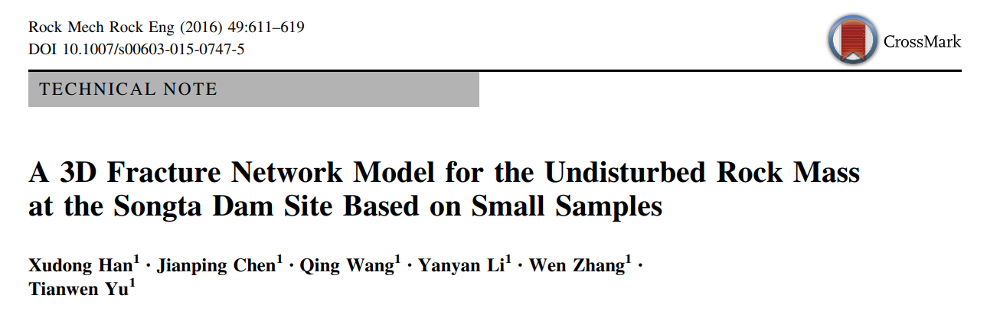 Rock Mech Rock Eng (2016) 49:611–619
DOI 10.1007/s00603-015-0747-5
CrossMark
TECHNICAL NOTE
A 3D Fracture Network Model for the Undisturbed Rock Mass
at the Songta Dam Site Based on Small Samples
Xudong Han1 · Jianping Chen1 · Qing Wang1 · Yanyan Li1 · Wen Zhang1 ·
Tianwen Yu1